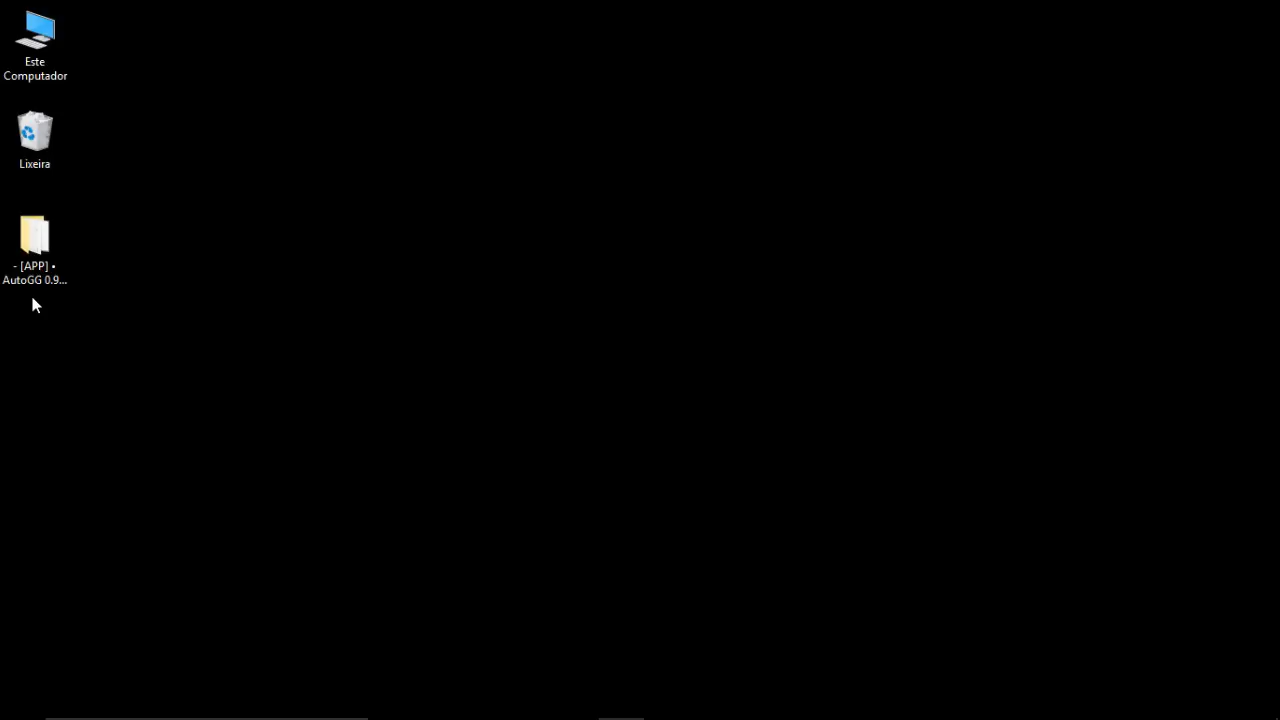 Este
Computador
Lixeira
- [APP] •
AutoGG 0.9...